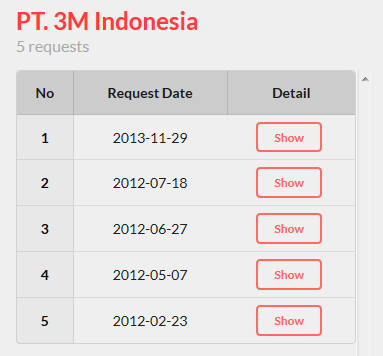 PT. 3M Indonesia
5 requests
No Request Date Detail
1 2013-11-29 Show
2 2012-07-18 Show
3 2012-06-27 Show
4 2012-05-07 Show
5 2012-02-23 Show